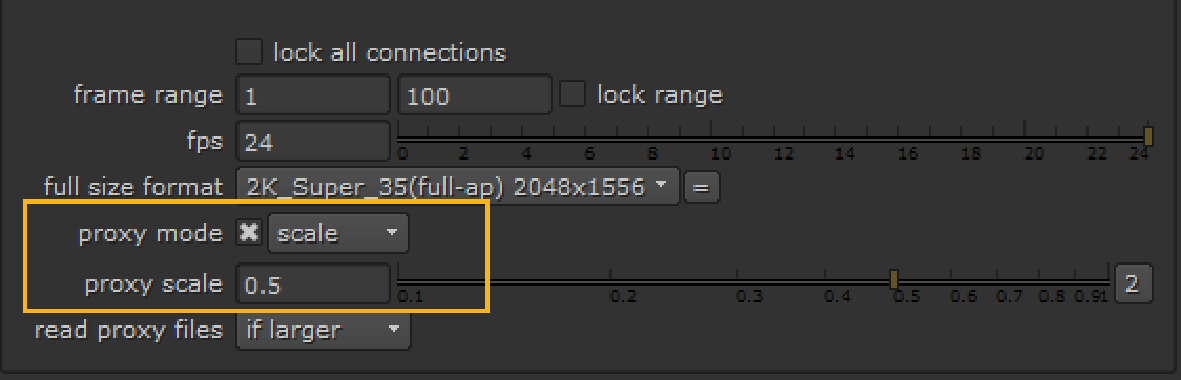 lock all connections
frame range 1 100 lock range
fps 24 0 2 4 6 8 10 12 14 16 18 20 22 24
full size format 2K_Super_35(full-ap) 2048x1556 =
proxy mode scale
proxy scale 0.5 0.1 0.2 0.3 0.4 0.5 0.6 0.7 0.8 0.91 2
read proxy files if larger